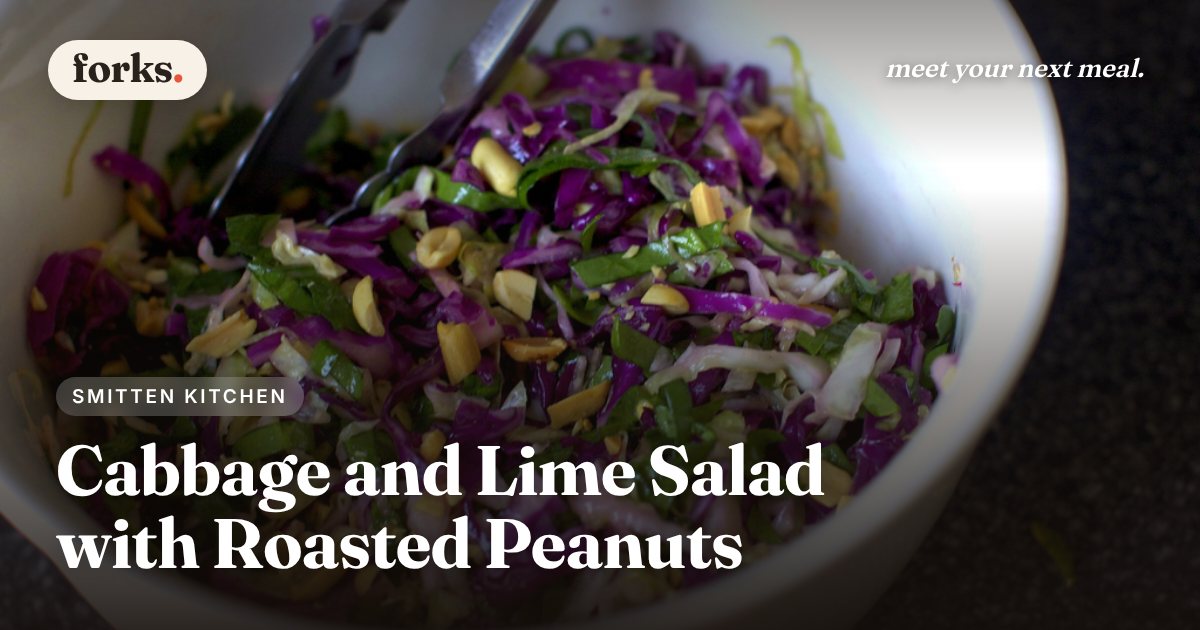 forks.
meet your next meal.
SMITTEN KITCHEN
Cabbage and Lime Salad
with Roasted Peanuts